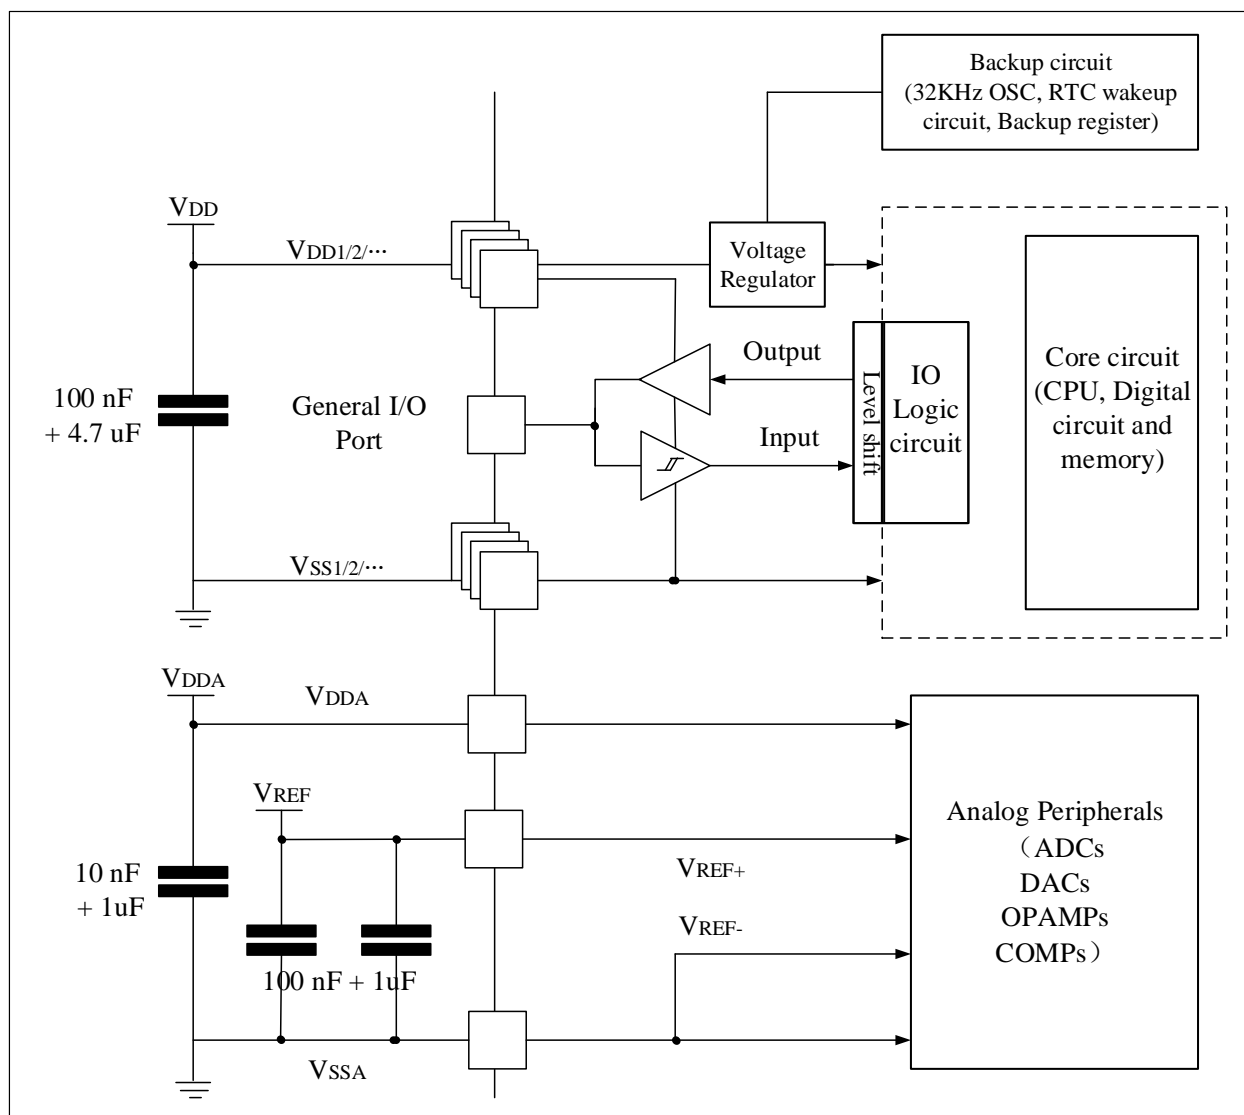 Backup circuit
(32KHz OSC, RTC wakeup
circuit, Backup register)
VDD
VDD1/2/···
Voltage
Regulator
Output
Level shift
IO
Logic
circuit
Core circuit
(CPU, Digital
circuit and
memory)
100 nF
+ 4.7 uF
General I/O
Port
Input
VSS1/2/···
VDDA
VDDA
VREF
VREF+
10 nF
+ 1uF
100 nF + 1uF
VREF-
VSSA
Analog Peripherals
（ADCs
DACs
OPAMPs
COMPs）